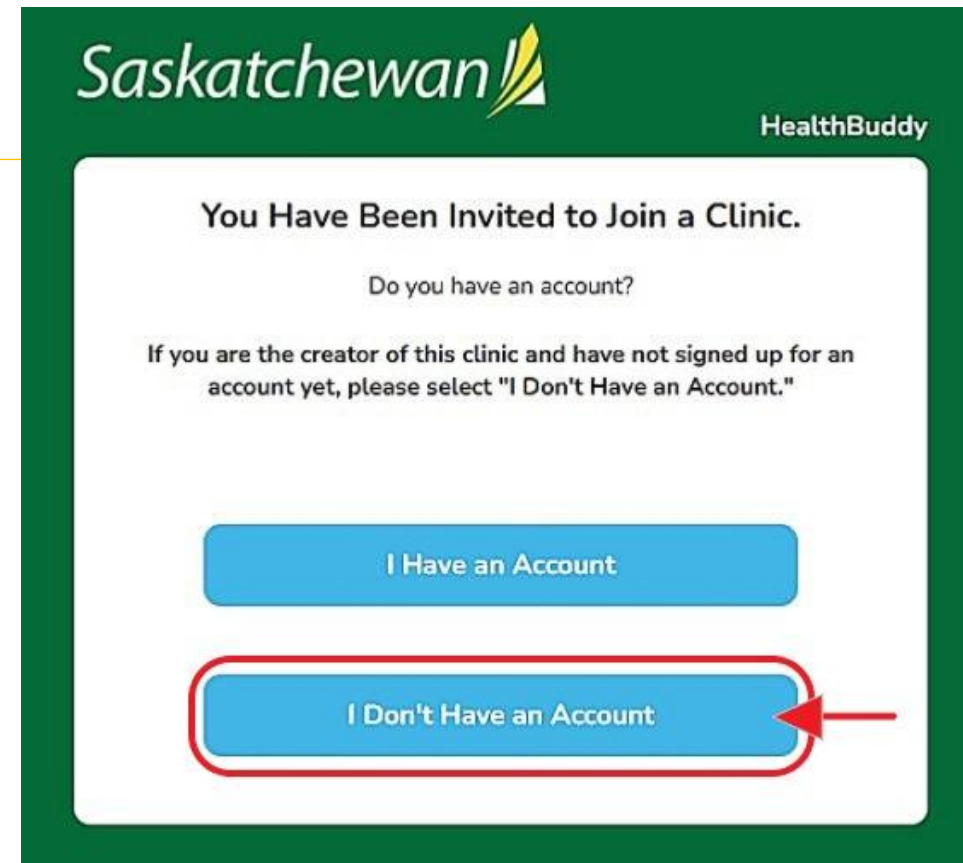 Saskatchewan
HealthBuddy
You Have Been Invited to Join a Clinic.
Do you have an account?
If you are the creator of this clinic and have not signed up for an
account yet, please select "I Don't Have an Account."
I Have an Account
I Don't Have an Account